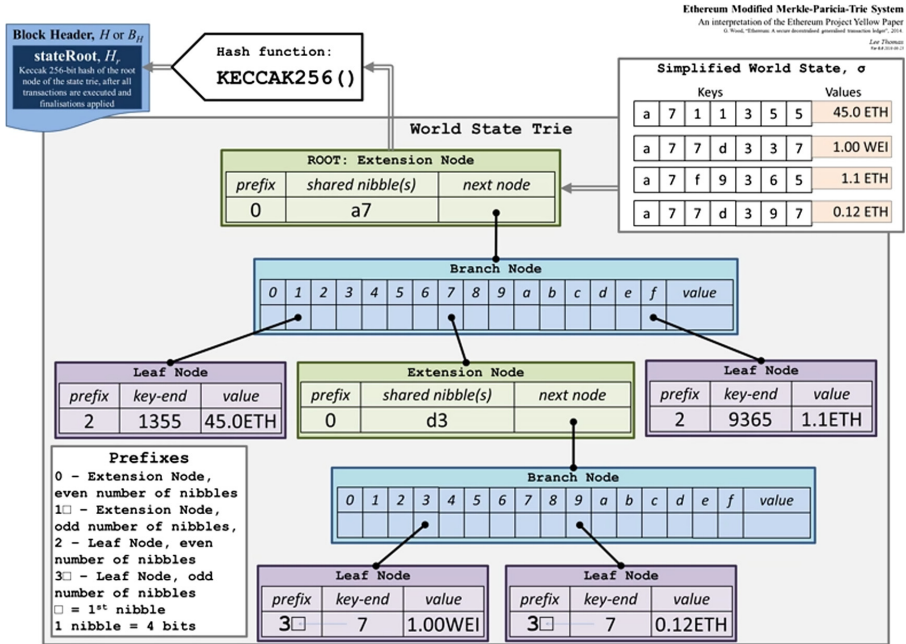 Ethereum Modified Merkle-Paricia-Trie System
An interpretation of the Ethereum Project Yellow Paper
G. Wood, "Ethereum: A secure decentralised generalised transaction ledger", 2014.
Lee Thomas
Block Header, H or B_H
stateRoot, H_r
Keccak 256-bit hash of the root
node of the state trie, after all
transactions are executed and
finalisations applied
Hash function:
KECCAK256()
Simplified World State, σ
Keys Values
a 7 1 1 3 5 5 45.0 ETH
a 7 7 d 3 3 7 1.00 WEI
a 7 f 9 3 6 5 1.1 ETH
a 7 7 d 3 9 7 0.12 ETH
World State Trie
ROOT: Extension Node
prefix shared nibble(s) next node
0 a7
Branch Node
0 1 2 3 4 5 6 7 8 9 a b c d e f value
Leaf Node
prefix key-end value
2 1355 45.0ETH
Extension Node
prefix shared nibble(s) next node
0 d3
Leaf Node
prefix key-end value
2 9365 1.1ETH
Prefixes
0 – Extension Node,
even number of nibbles
1□ – Extension Node,
odd number of nibbles,
2 – Leaf Node, even
number of nibbles
3□ – Leaf Node, odd
number of nibbles
□ = 1st nibble
1 nibble = 4 bits
Branch Node
0 1 2 3 4 5 6 7 8 9 a b c d e f value
Leaf Node
prefix key-end value
3□ 7 1.00WEI
Leaf Node
prefix key-end value
3□ 7 0.12ETH